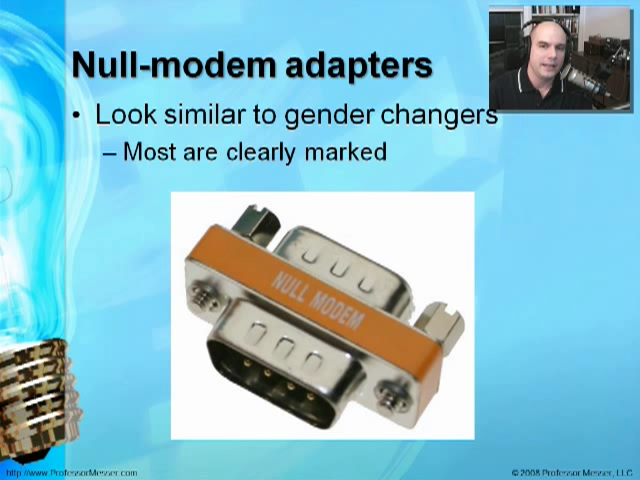 Null-modem adapters
• Look similar to gender changers
– Most are clearly marked
NULL MODEM
http://www.ProfessorMesser.com
© 2008 Professor Messer, LLC